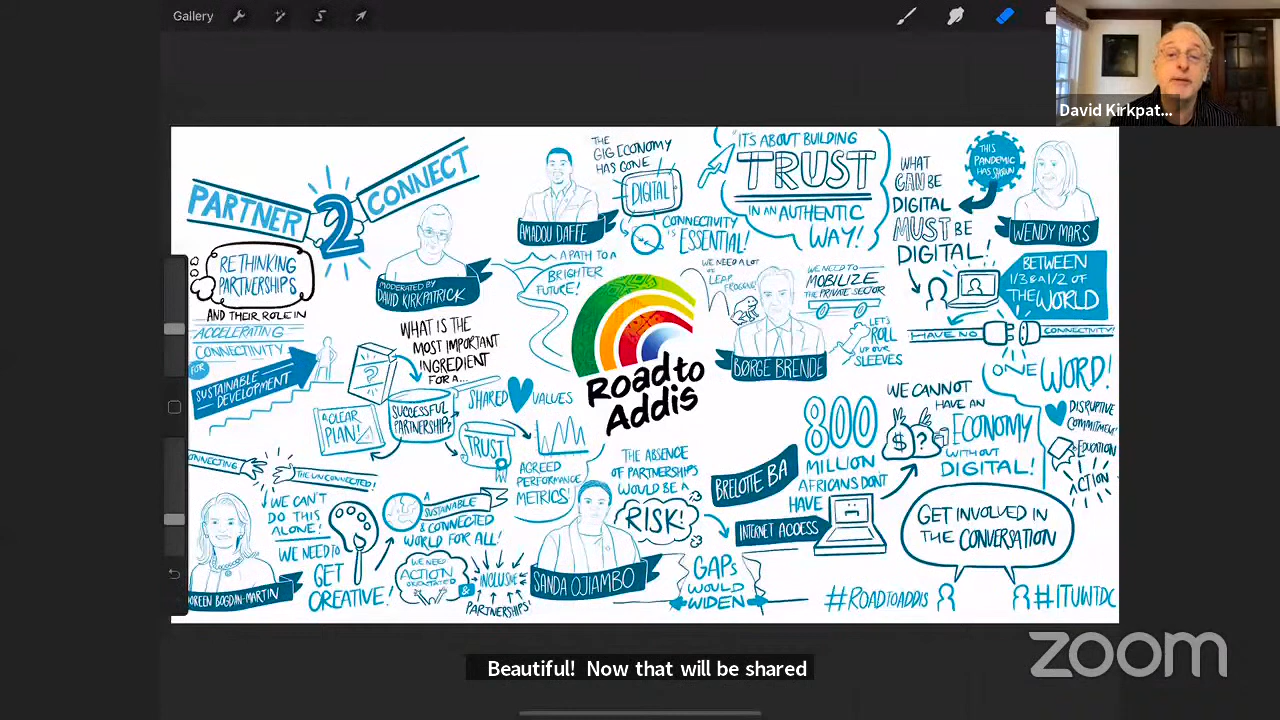 Gallery
David Kirkpat...
PARTNER
2
CONNECT
RETHINKING
PARTNERSHIPS
AND THEIR ROLE IN
ACCELERATING
CONNECTIVITY
FOR
SUSTAINABLE
DEVELOPMENT
MODERATED BY
DAVID KIRKPATRICK
WHAT IS THE
MOST IMPORTANT
INGREDIENT
FOR A...
?
SUCCESSFUL
PARTNERSHIP?
A CLEAR
PLAN!
SHARED
VALUES
TRUST
AGREED
PERFORMANCE
METRICS!
THE
GIG ECONOMY
HAS GONE
DIGITAL
CONNECTIVITY
IS ESSENTIAL!
AMADOU DAFFE
A PATH TO A
BRIGHTER
FUTURE!
Road to
Addis
"IT'S ABOUT BUILDING
TRUST
IN AN AUTHENTIC
WAY!
WE NEED A LOT
OF LEAP
FROGGING
WE NEED TO
MOBILIZE
THE PRIVATE SECTOR
LET'S
ROLL
UP OUR
SLEEVES
BØRGE BRENDE
WHAT
CAN BE
DIGITAL
MUST BE
DIGITAL!
THIS
PANDEMIC
HAS SHOWN
WENDY MARS
BETWEEN
1/3 & 1/2 OF
THE WORLD
HAVE NO
CONNECTIVITY!
ONE WORD!
DISRUPTIVE
COMMITMENT
EDUCATION
ACTION
WE CANNOT
HAVE AN
ECONOMY
WITHOUT
DIGITAL!
$
?
800
MILLION
AFRICANS DON'T
HAVE
INTERNET ACCESS
BRELOTTE BA
THE ABSENCE
OF PARTNERSHIPS
WOULD BE A
RISK!
GAPS
WOULD
WIDEN
SANDA OJIAMBO
CONNECTING
THE UNCONNECTED!
WE CAN'T
DO THIS
ALONE!
WE NEED TO
GET
CREATIVE!
DOREEN BOGDAN-MARTIN
A
SUSTAINABLE
& CONNECTED
WORLD FOR ALL!
WE NEED
ACTION
ORIENTATED
&
INCLUSIVE
PARTNERSHIPS!
GET INVOLVED IN
THE CONVERSATION
#ROADTOADDIS
#ITUWTDC
zoom
Beautiful! Now that will be shared